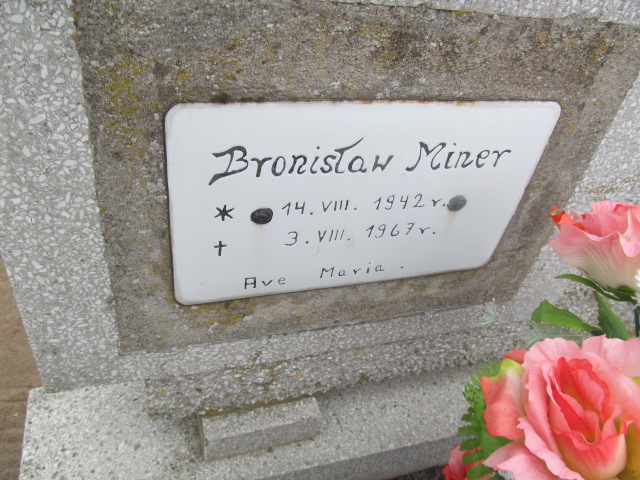 Bronisław Miner
* 14. VIII. 1942 r.
† 3. VIII. 1967 r.
Ave Maria.